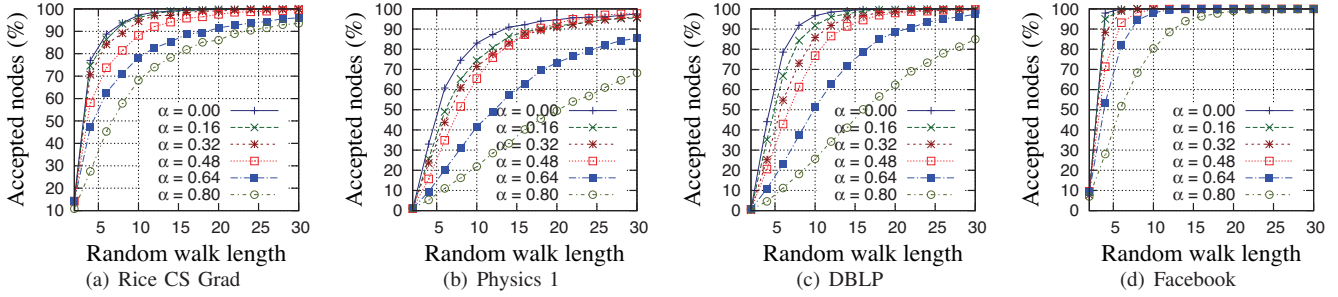 Accepted nodes (%)
100
90
80
70
60
50
40
30
20
10
α = 0.00
α = 0.16
α = 0.32
α = 0.48
α = 0.64
α = 0.80
5 10 15 20 25 30
Random walk length
(a) Rice CS Grad
Accepted nodes (%)
100
90
80
70
60
50
40
30
20
10
0
α = 0.00
α = 0.16
α = 0.32
α = 0.48
α = 0.64
α = 0.80
5 10 15 20 25 30
Random walk length
(b) Physics 1
Accepted nodes (%)
100
90
80
70
60
50
40
30
20
10
0
α = 0.00
α = 0.16
α = 0.32
α = 0.48
α = 0.64
α = 0.80
5 10 15 20 25 30
Random walk length
(c) DBLP
Accepted nodes (%)
100
90
80
70
60
50
40
30
20
10
0
α = 0.00
α = 0.16
α = 0.32
α = 0.48
α = 0.64
α = 0.80
5 10 15 20 25 30
Random walk length
(d) Facebook